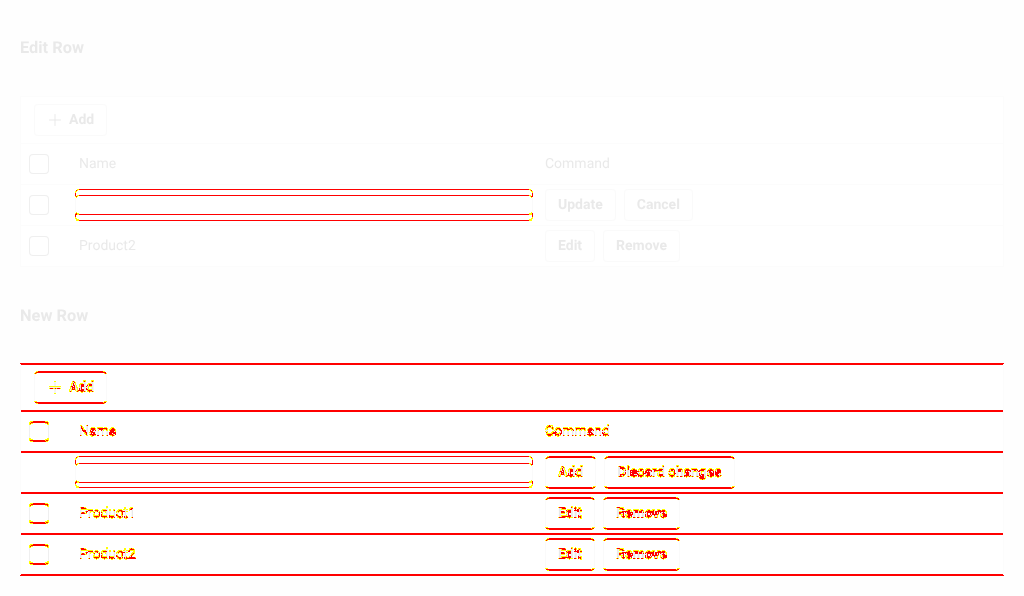 Edit Row
Add
Name Command
Update Cancel
Product2 Edit Remove
New Row
Add
Name Command
Add Discard changes
Product1 Edit Remove
Product2 Edit Remove